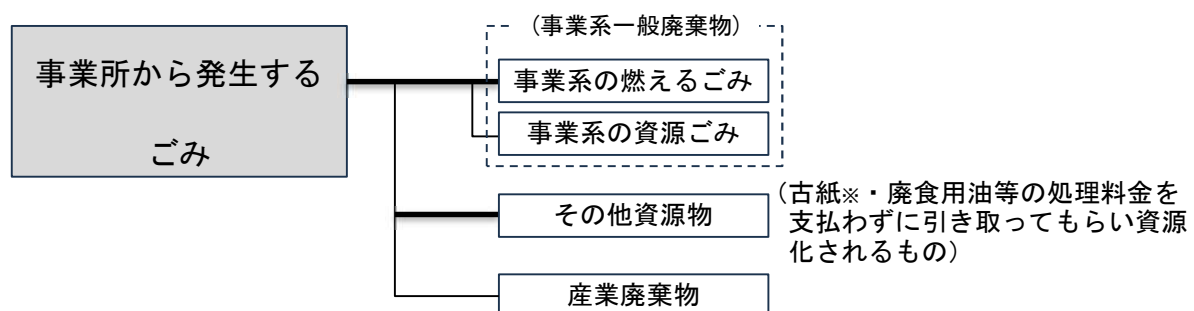 事業所から発生する
ごみ
(事業系一般廃棄物)
事業系の燃えるごみ
事業系の資源ごみ
その他資源物
(古紙※・廃食用油等の処理料金を
支払わずに引き取ってもらい資源
化されるもの)
産業廃棄物